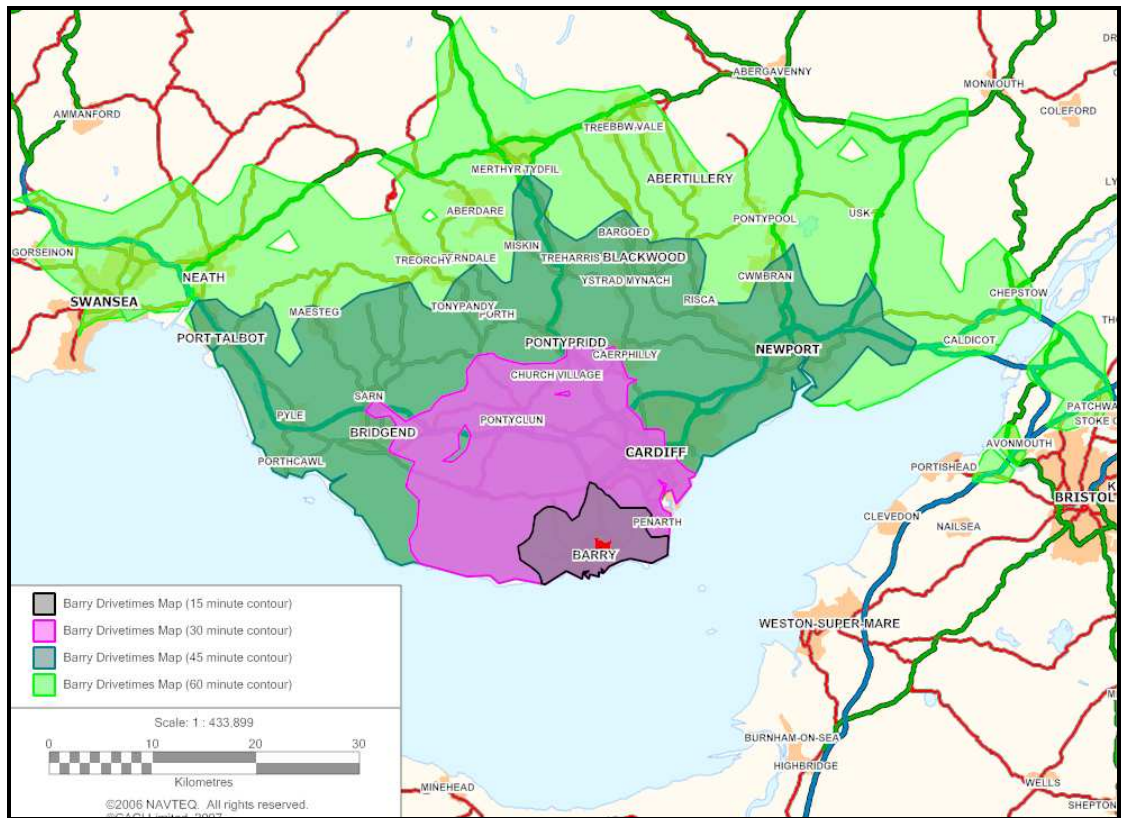 ABERGAVENNY
MONMOUTH
COLEFORD
AMMANFORD
EBBW VALE
MERTHYR TYDFIL
ABERTILLERY
ABERDARE
PONTYPOOL
USK
BARGOED
GORSEINON
MISKIN
TREORCHY
TREHARRIS
BLACKWOOD
NEATH
YSTRAD MYNACH
CWMBRAN
SWANSEA
RISCA
CHEPSTOW
MAESTEG
TONYPANDY
PORTH
PORT TALBOT
PONTYPRIDD
CAERPHILLY
NEWPORT
CALDICOT
CHURCH VILLAGE
SARN
PYLE
PONTYCLUN
BRIDGEND
CARDIFF
PATCHWA
STOKE
AVONMOUTH
PORTHCAWL
PORTISHEAD
BRISTOL
PENARTH
CLEVEDON
NAILSEA
BARRY
WESTON-SUPER-MARE
BURNHAM-ON-SEA
HIGHBRIDGE
MINEHEAD
WELLS
SHEPTON
Barry Drivetimes Map (15 minute contour)
Barry Drivetimes Map (30 minute contour)
Barry Drivetimes Map (45 minute contour)
Barry Drivetimes Map (60 minute contour)
Scale: 1 : 433.899
0 10 20 30
Kilometres
©2006 NAVTEQ. All rights reserved.
©CACI Limited, 2007